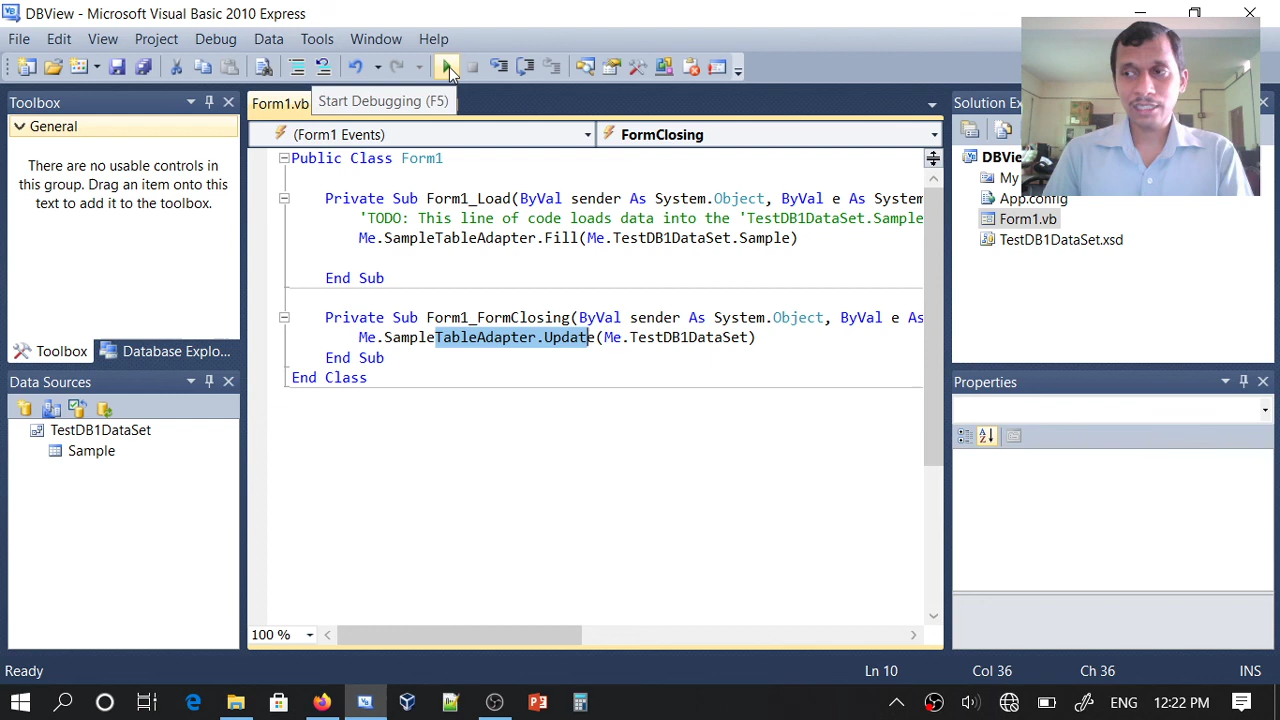 DBView - Microsoft Visual Basic 2010 Express
File Edit View Project Debug Data Tools Window Help
Toolbox
General
There are no usable controls in
this group. Drag an item onto this
text to add it to the toolbox.
Toolbox Database Explo...
Data Sources
TestDB1DataSet
Sample
Form1.vb
Start Debugging (F5)
(Form1 Events)
FormClosing
Public Class Form1
Private Sub Form1_Load(ByVal sender As System.Object, ByVal e As System
'TODO: This line of code loads data into the 'TestDB1DataSet.Sample
Me.SampleTableAdapter.Fill(Me.TestDB1DataSet.Sample)
End Sub
Private Sub Form1_FormClosing(ByVal sender As System.Object, ByVal e As
Me.SampleTableAdapter.Update(Me.TestDB1DataSet)
End Sub
End Class
100 %
Solution Ex
DBVie
My
App.config
Form1.vb
TestDB1DataSet.xsd
Properties
Ready
Ln 10
Col 36
Ch 36
INS
ENG
12:22 PM